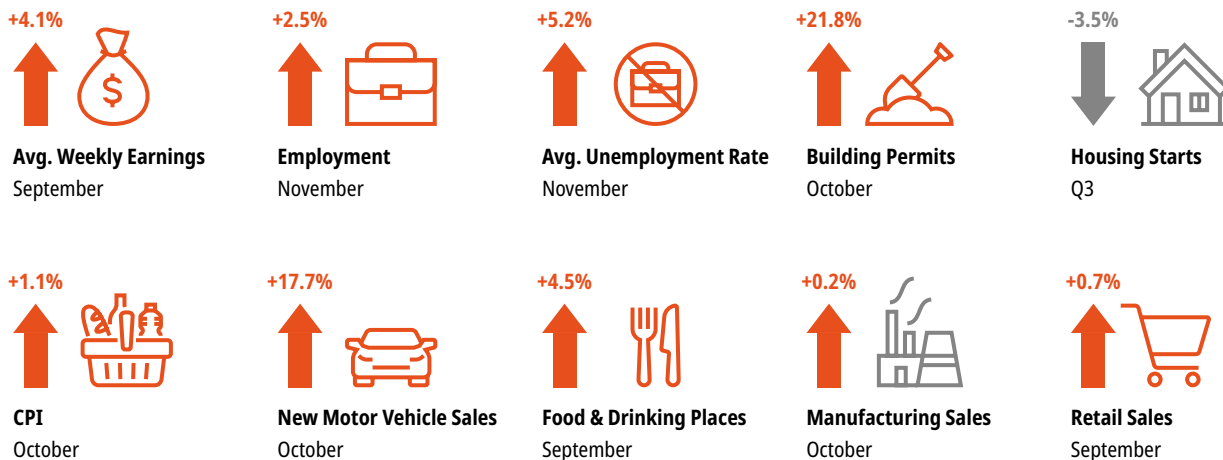 +4.1%
+2.5%
+5.2%
+21.8%
-3.5%
$
Avg. Weekly Earnings
Employment
Avg. Unemployment Rate
Building Permits
Housing Starts
September
November
November
October
Q3
+1.1%
+17.7%
+4.5%
+0.2%
+0.7%
CPI
New Motor Vehicle Sales
Food & Drinking Places
Manufacturing Sales
Retail Sales
October
October
September
October
September